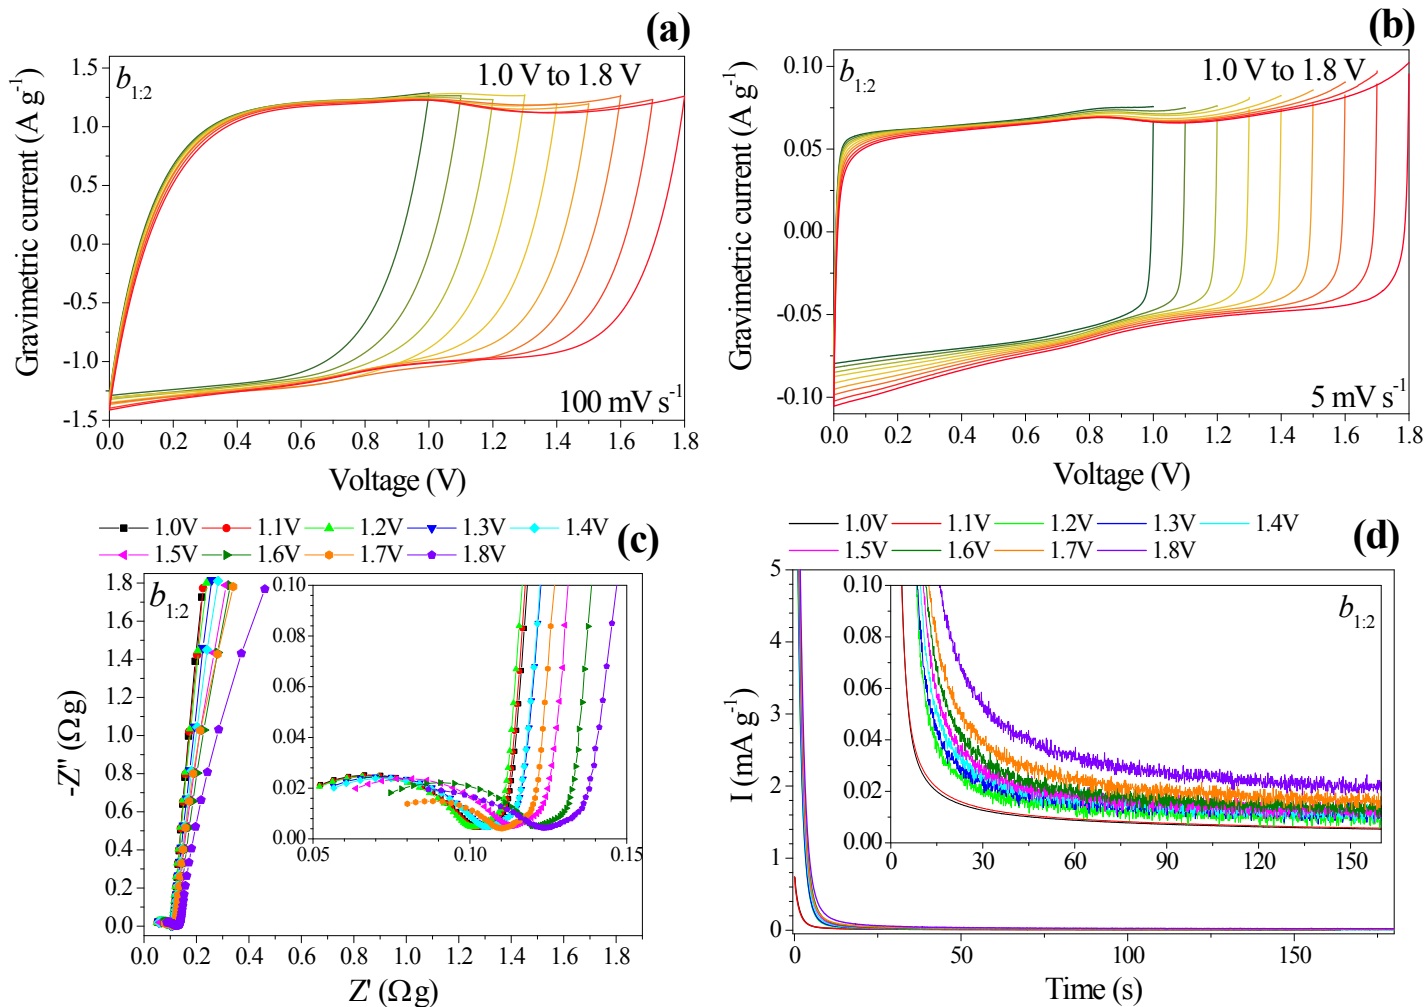 (a)
b1:2
1.0 V to 1.8 V
100 mV s-1
Gravimetric current (A g-1)
1.5
1.0
0.5
0.0
-0.5
-1.0
-1.5
0.0 0.2 0.4 0.6 0.8 1.0 1.2 1.4 1.6 1.8
Voltage (V)
(b)
b1:2
1.0 V to 1.8 V
5 mV s-1
Gravimetric current (A g-1)
0.10
0.05
0.00
-0.05
-0.10
0.0 0.2 0.4 0.6 0.8 1.0 1.2 1.4 1.6 1.8
Voltage (V)
1.0V 1.1V 1.2V 1.3V 1.4V
1.5V 1.6V 1.7V 1.8V
(c)
b1:2
-Z'' (Ω g)
1.8
1.6
1.4
1.2
1.0
0.8
0.6
0.4
0.2
0.0
0.0 0.2 0.4 0.6 0.8 1.0 1.2 1.4 1.6 1.8
Z' (Ω g)
0.10
0.08
0.06
0.04
0.02
0.00
0.05 0.10 0.15
1.0V 1.1V 1.2V 1.3V 1.4V
1.5V 1.6V 1.7V 1.8V
(d)
b1:2
I (mA g-1)
5
4
3
2
1
0
0 50 100 150
Time (s)
0.10
0.08
0.06
0.04
0.02
0.00
0 30 60 90 120 150